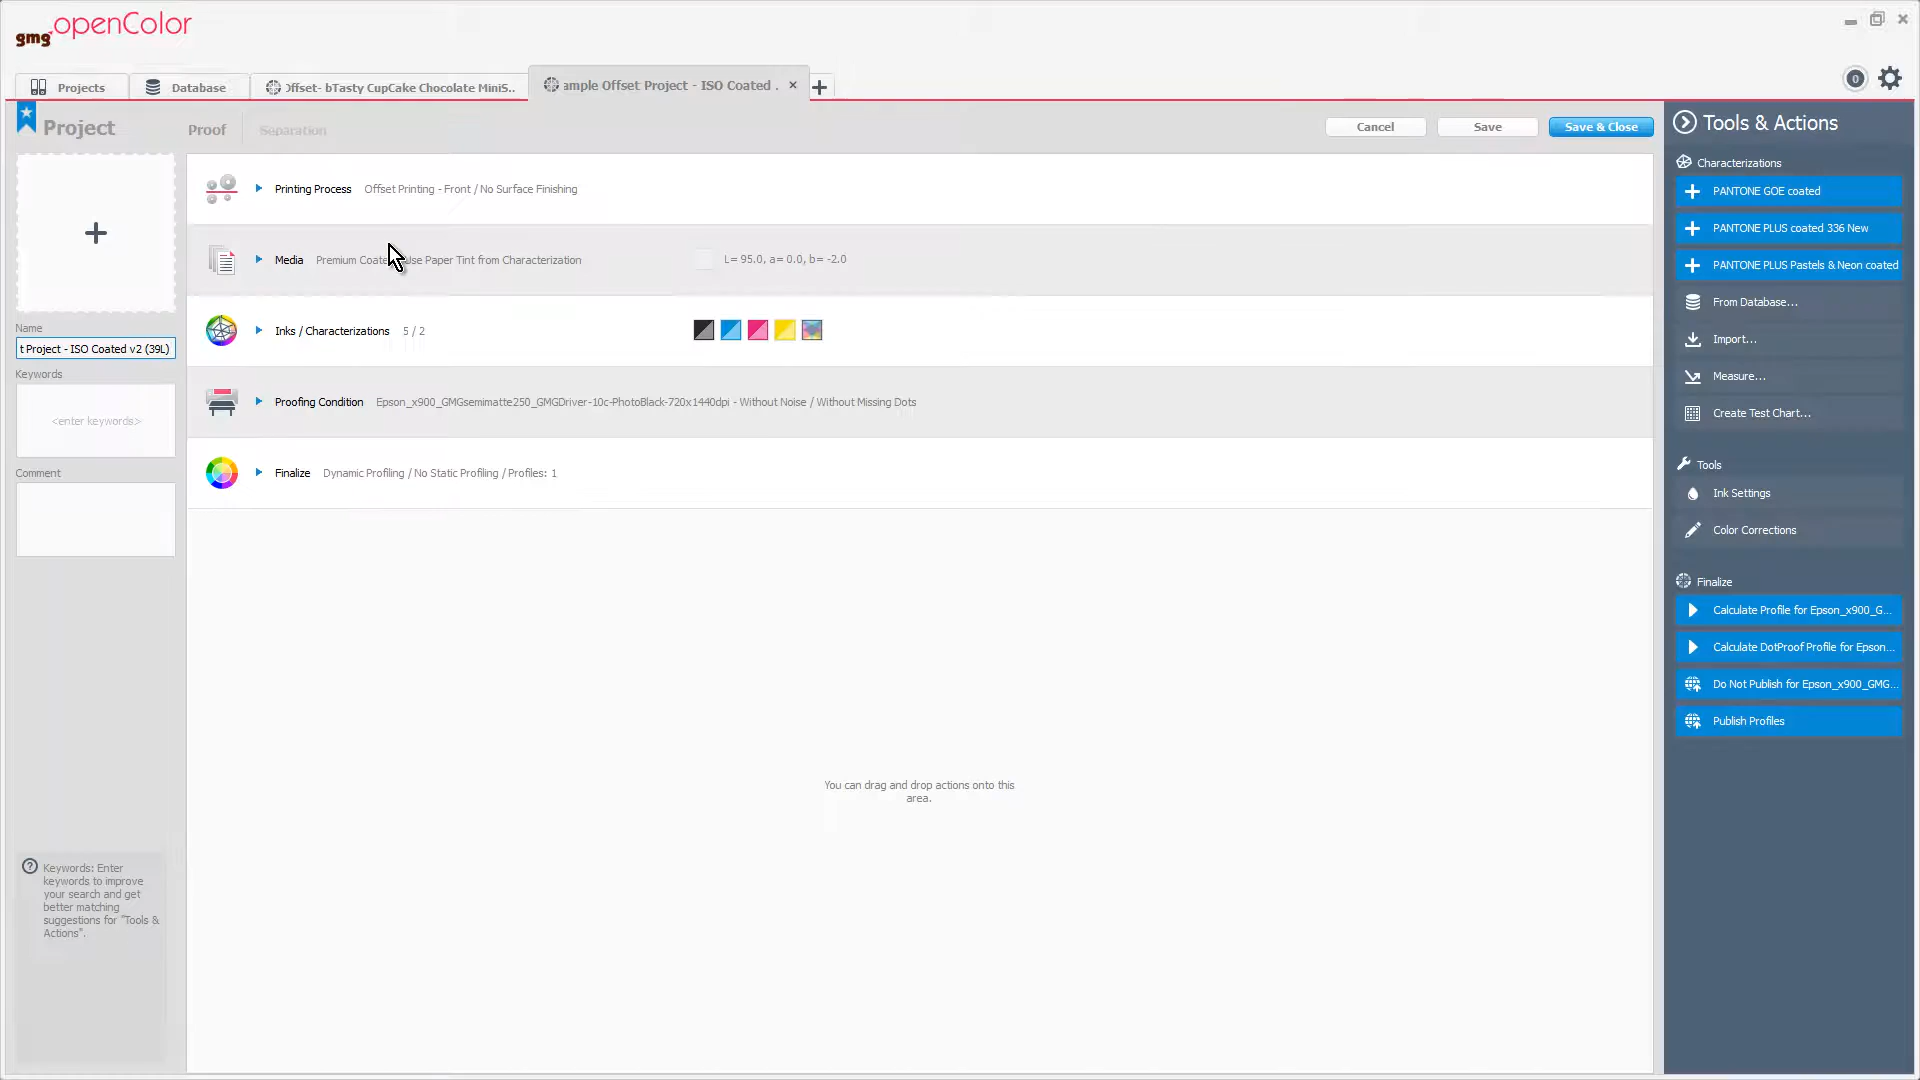 gmg openColor
Projects
Database
Offset- bTasty CupCake Chocolate MiniS..
ample Offset Project - ISO Coated .
0
Project
Proof
Separation
Cancel
Save
Save & Close
Printing Process Offset Printing - Front / No Surface Finishing
Media Premium Coate use Paper Tint from Characterization L= 95.0, a= 0.0, b= -2.0
Inks / Characterizations 5 / 2
Proofing Condition Epson_x900_GMGsemimatte250_GMGDriver-10c-PhotoBlack-720x1440dpi - Without Noise / Without Missing Dots
Finalize Dynamic Profiling / No Static Profiling / Profiles: 1
You can drag and drop actions onto this
area.
Name
t Project - ISO Coated v2 (39L)
Keywords
<enter keywords>
Comment
Keywords: Enter
keywords to improve
your search and get
better matching
suggestions for "Tools &
Actions".
Tools & Actions
Characterizations
PANTONE GOE coated
PANTONE PLUS coated 336 New
PANTONE PLUS Pastels & Neon coated
From Database...
Import...
Measure...
Create Test Chart...
Tools
Ink Settings
Color Corrections
Finalize
Calculate Profile for Epson_x900_G...
Calculate DotProof Profile for Epson...
Do Not Publish for Epson_x900_GMG...
Publish Profiles